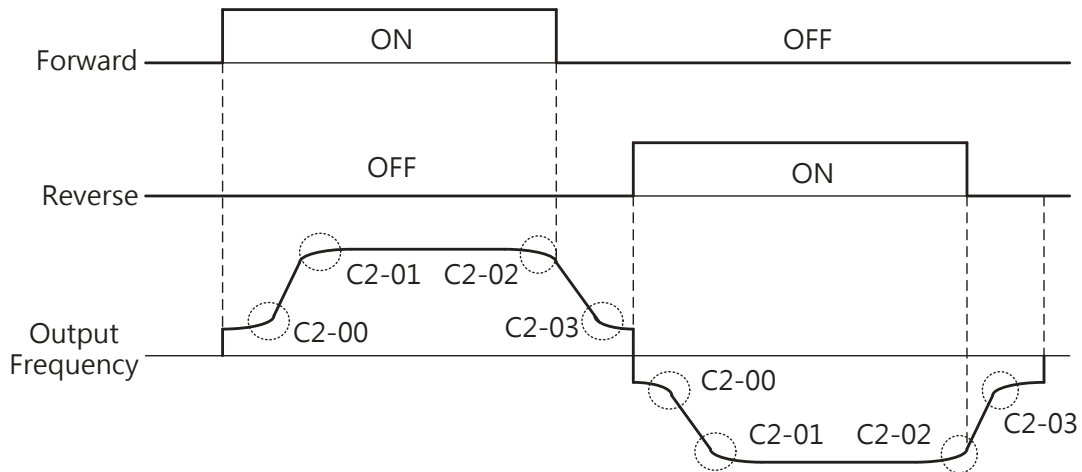 ON
OFF
Forward
OFF
ON
Reverse
C2-01
C2-02
C2-00
C2-03
Output
Frequency
C2-00
C2-01
C2-02
C2-03